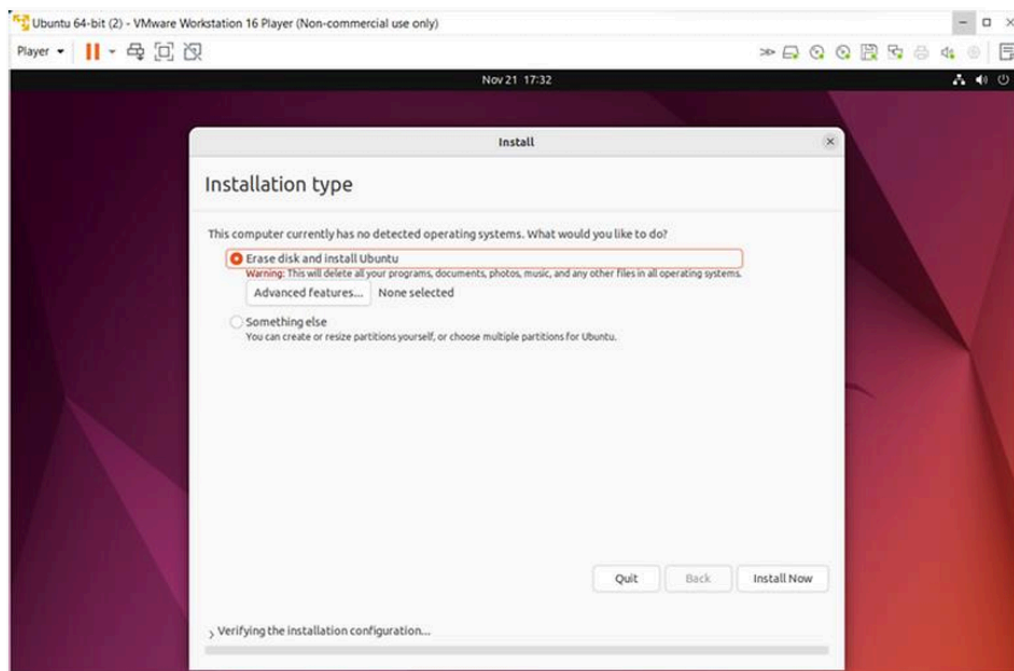 Ubuntu 64-bit (2) - VMware Workstation 16 Player (Non-commercial use only)
Player
Nov 21 17:32
Install
Installation type
This computer currently has no detected operating systems. What would you like to do?
Erase disk and install Ubuntu
Warning: This will delete all your programs, documents, photos, music, and any other files in all operating systems.
Advanced features... None selected
Something else
You can create or resize partitions yourself, or choose multiple partitions for Ubuntu.
Quit Back Install Now
Verifying the installation configuration...